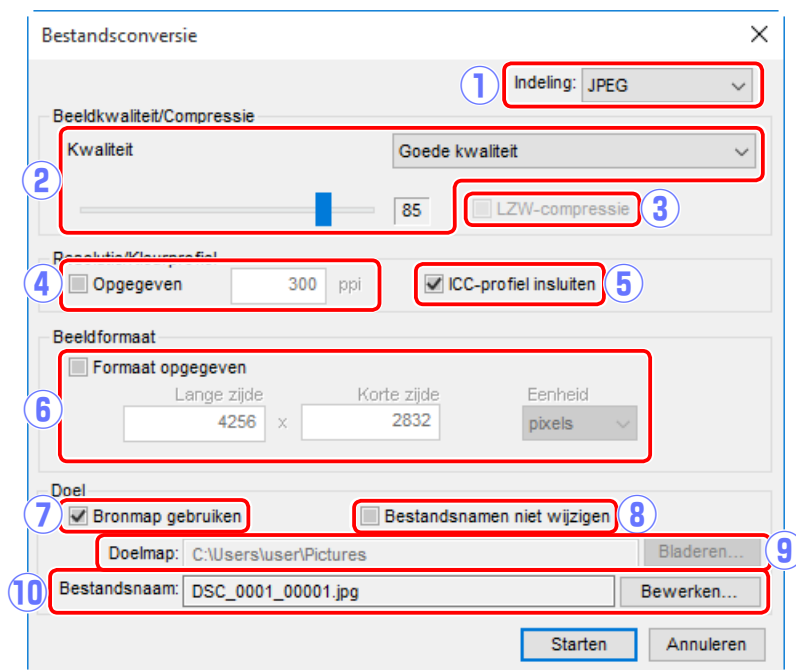 Bestandsconversie
① Indeling: JPEG
Beeldkwaliteit/Compressie
② Kwaliteit Goede kwaliteit
85 LZW-compressie ③
Resolutie/Kleurprofiel
④ Opgegeven 300 ppi ICC-profiel insluiten ⑤
Beeldformaat
⑥ Formaat opgegeven
Lange zijde Korte zijde Eenheid
4256 x 2832 pixels
Doel
⑦ Bronmap gebruiken Bestandsnamen niet wijzigen ⑧
Doelmap: C:\Users\user\Pictures Bladeren... ⑨
⑩ Bestandsnaam: DSC_0001_00001.jpg Bewerken...
Starten Annuleren